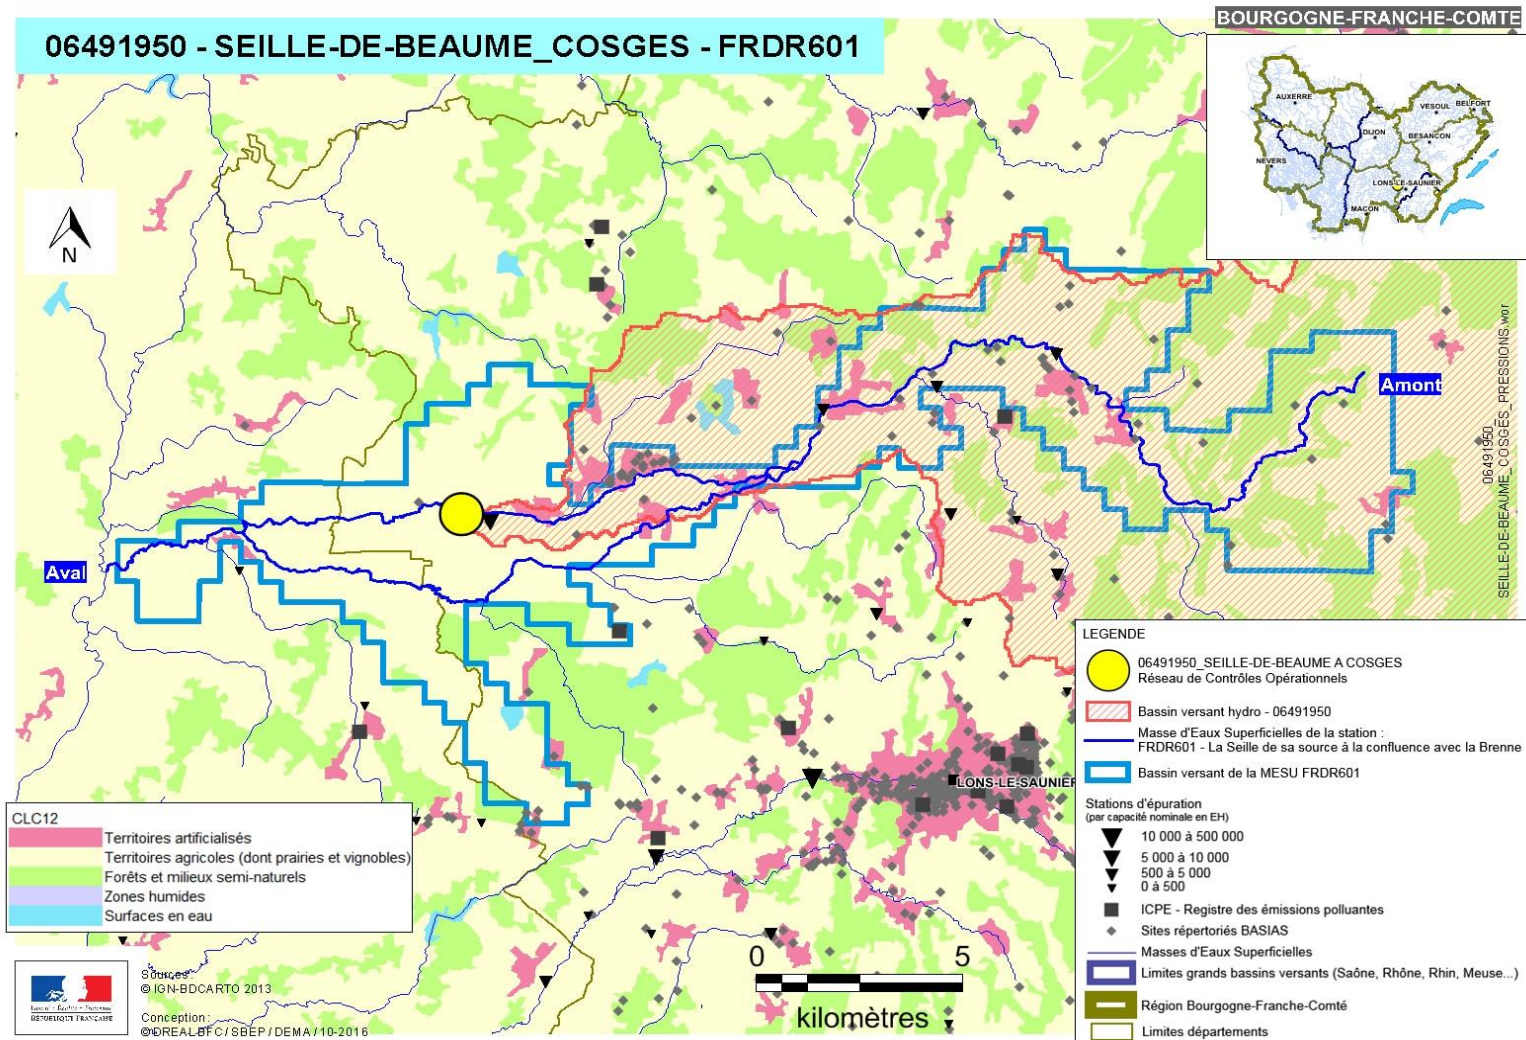 BOURGOGNE-FRANCHE-COMTE
06491950 - SEILLE-DE-BEAUME_COSGES - FRDR601
AUXERRE
VESOUL
BELFORT
DIJON
BESANCON
NEVERS
LONS-LE-SAUNIER
MACON
N
Amont
Aval
06491950_
SEILLE-DE-BEAUME_COSGES_PRESSIONS.wor
LONS-LE-SAUNIER
LEGENDE
06491950_SEILLE-DE-BEAUME A COSGES
Réseau de Contrôles Opérationnels
Bassin versant hydro - 06491950
Masse d'Eaux Superficielles de la station :
FRDR601 - La Seille de sa source à la confluence avec la Brenne
Bassin versant de la MESU FRDR601
Stations d'épuration
(par capacité nominale en EH)
10 000 à 500 000
5 000 à 10 000
500 à 5 000
0 à 500
ICPE - Registre des émissions polluantes
Sites répertoriés BASIAS
Masses d'Eaux Superficielles
Limites grands bassins versants (Saône, Rhône, Rhin, Meuse...)
Région Bourgogne-Franche-Comté
Limites départements
CLC12
Territoires artificialisés
Territoires agricoles (dont prairies et vignobles)
Forêts et milieux semi-naturels
Zones humides
Surfaces en eau
0 5
kilomètres
Liberté • Égalité • Fraternité
RÉPUBLIQUE FRANÇAISE
Sources:
© IGN-BDCARTO 2013
Conception:
©DREAL BFC / SBEP / DEMA / 10-2016